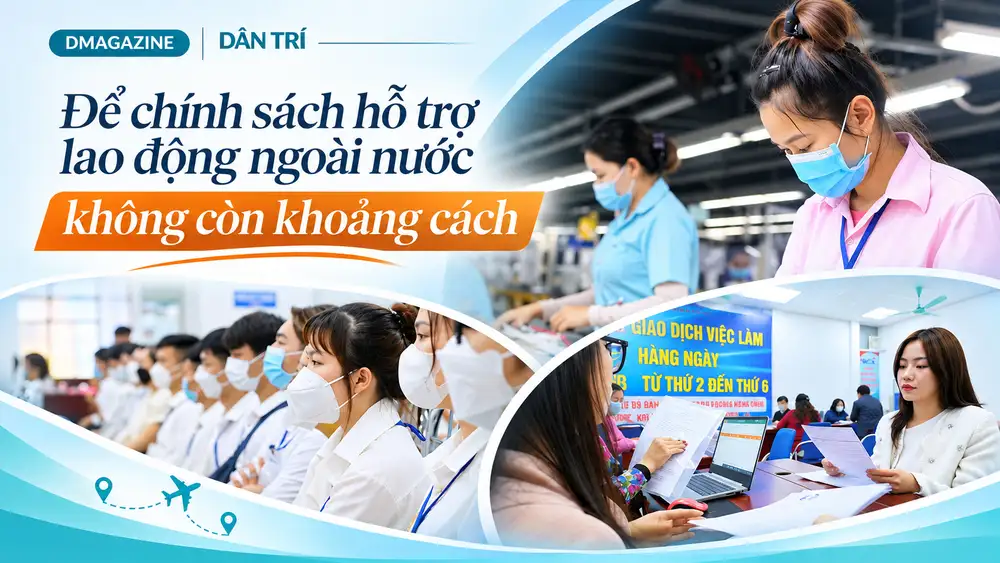 DMAGAZINE
DÂN TRÍ
Để chính sách hỗ trợ
lao động ngoài nước
không còn khoảng cách
GIAO DỊCH VIỆC LÀM
HÀNG NGÀY
TỪ THỨ 2 ĐẾN THỨ 6